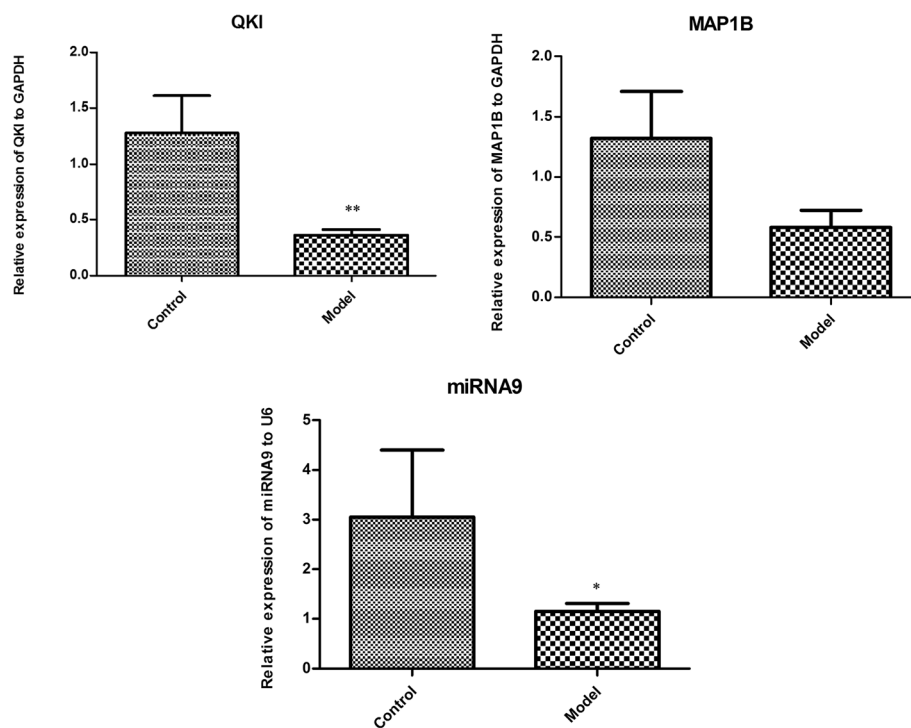 QKI
Relative expression of QKI to GAPDH
2.0
1.5
1.0
0.5
0.0
**
Control
Model
MAP1B
Relative expression of MAP1B to GAPDH
2.0
1.5
1.0
0.5
0.0
Control
Model
miRNA9
Relative expression of miRNA9 to U6
5
4
3
2
1
0
*
Control
Model